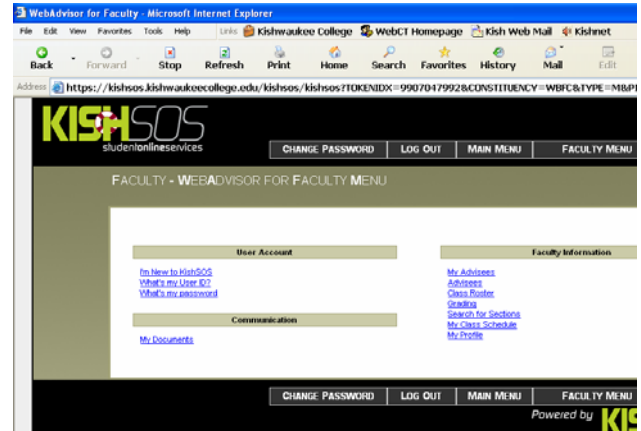 WebAdvisor for Faculty - Microsoft Internet Explorer
File Edit View Favorites Tools Help Links Kishwaukee College WebCT Homepage Kish Web Mail Kishnet
Back Forward Stop Refresh Print Home Search Favorites History Mail Edit
Address https://kishsos.kishwaukeecollege.edu/kishsos/kishsos?TOKENIDX=9907047992&CONSTITUENCY=WBFC&TYPE=M&P
KISHSOS
studentonlineservices
CHANGE PASSWORD LOG OUT MAIN MENU FACULTY MENU
FACULTY - WEBADVISOR FOR FACULTY MENU
User Account Faculty Information
I'm New to KishSOS My Advisees
What's my User ID? Advisees
What's my password Class Roster
Grading
Communication Search for Sections
My Class Schedule
My Documents My Profile
CHANGE PASSWORD LOG OUT MAIN MENU FACULTY MENU
Powered by KIS